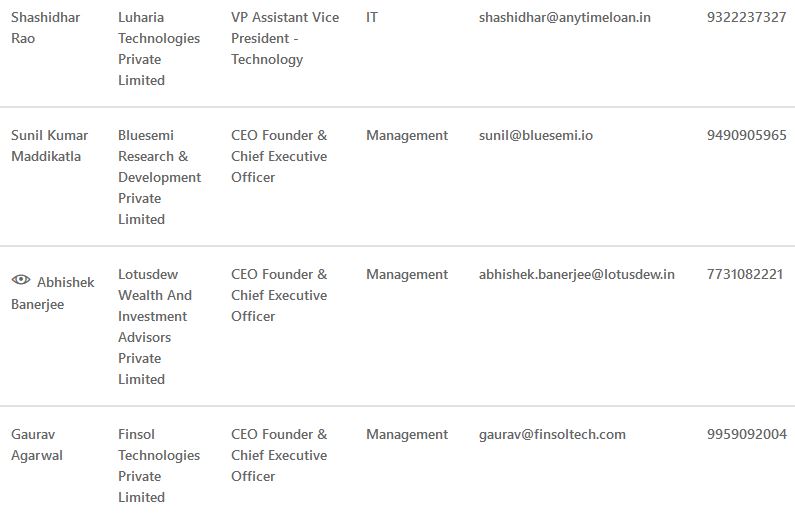 Shashidhar Rao
Luharia Technologies Private Limited
VP Assistant Vice President - Technology
IT
shashidhar@anytimeloan.in
9322237327
Sunil Kumar Maddikatla
Bluesemi Research & Development Private Limited
CEO Founder & Chief Executive Officer
Management
sunil@bluesemi.io
9490905965
Abhishek Banerjee
Lotusdew Wealth And Investment Advisors Private Limited
CEO Founder & Chief Executive Officer
Management
abhishek.banerjee@lotusdew.in
7731082221
Gaurav Agarwal
Finsol Technologies Private Limited
CEO Founder & Chief Executive Officer
Management
gaurav@finsoltech.com
9959092004